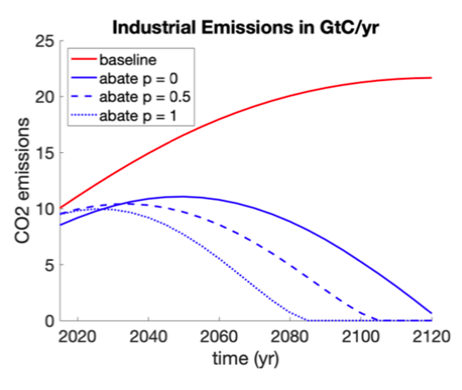 Industrial Emissions in GtC/yr
25
20
15
10
5
0
CO2 emissions
baseline
abate p = 0
abate p = 0.5
abate p = 1
2020 2040 2060 2080 2100 2120
time (yr)